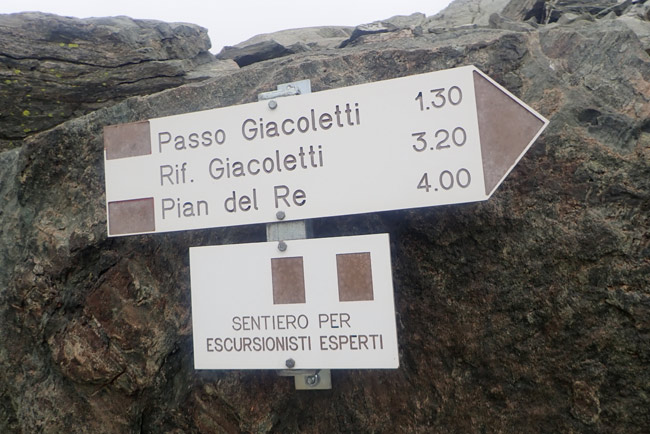 Passo Giacoletti 1.30
Rif. Giacoletti 3.20
Pian del Re 4.00
SENTIERO PER
ESCURSIONISTI ESPERTI